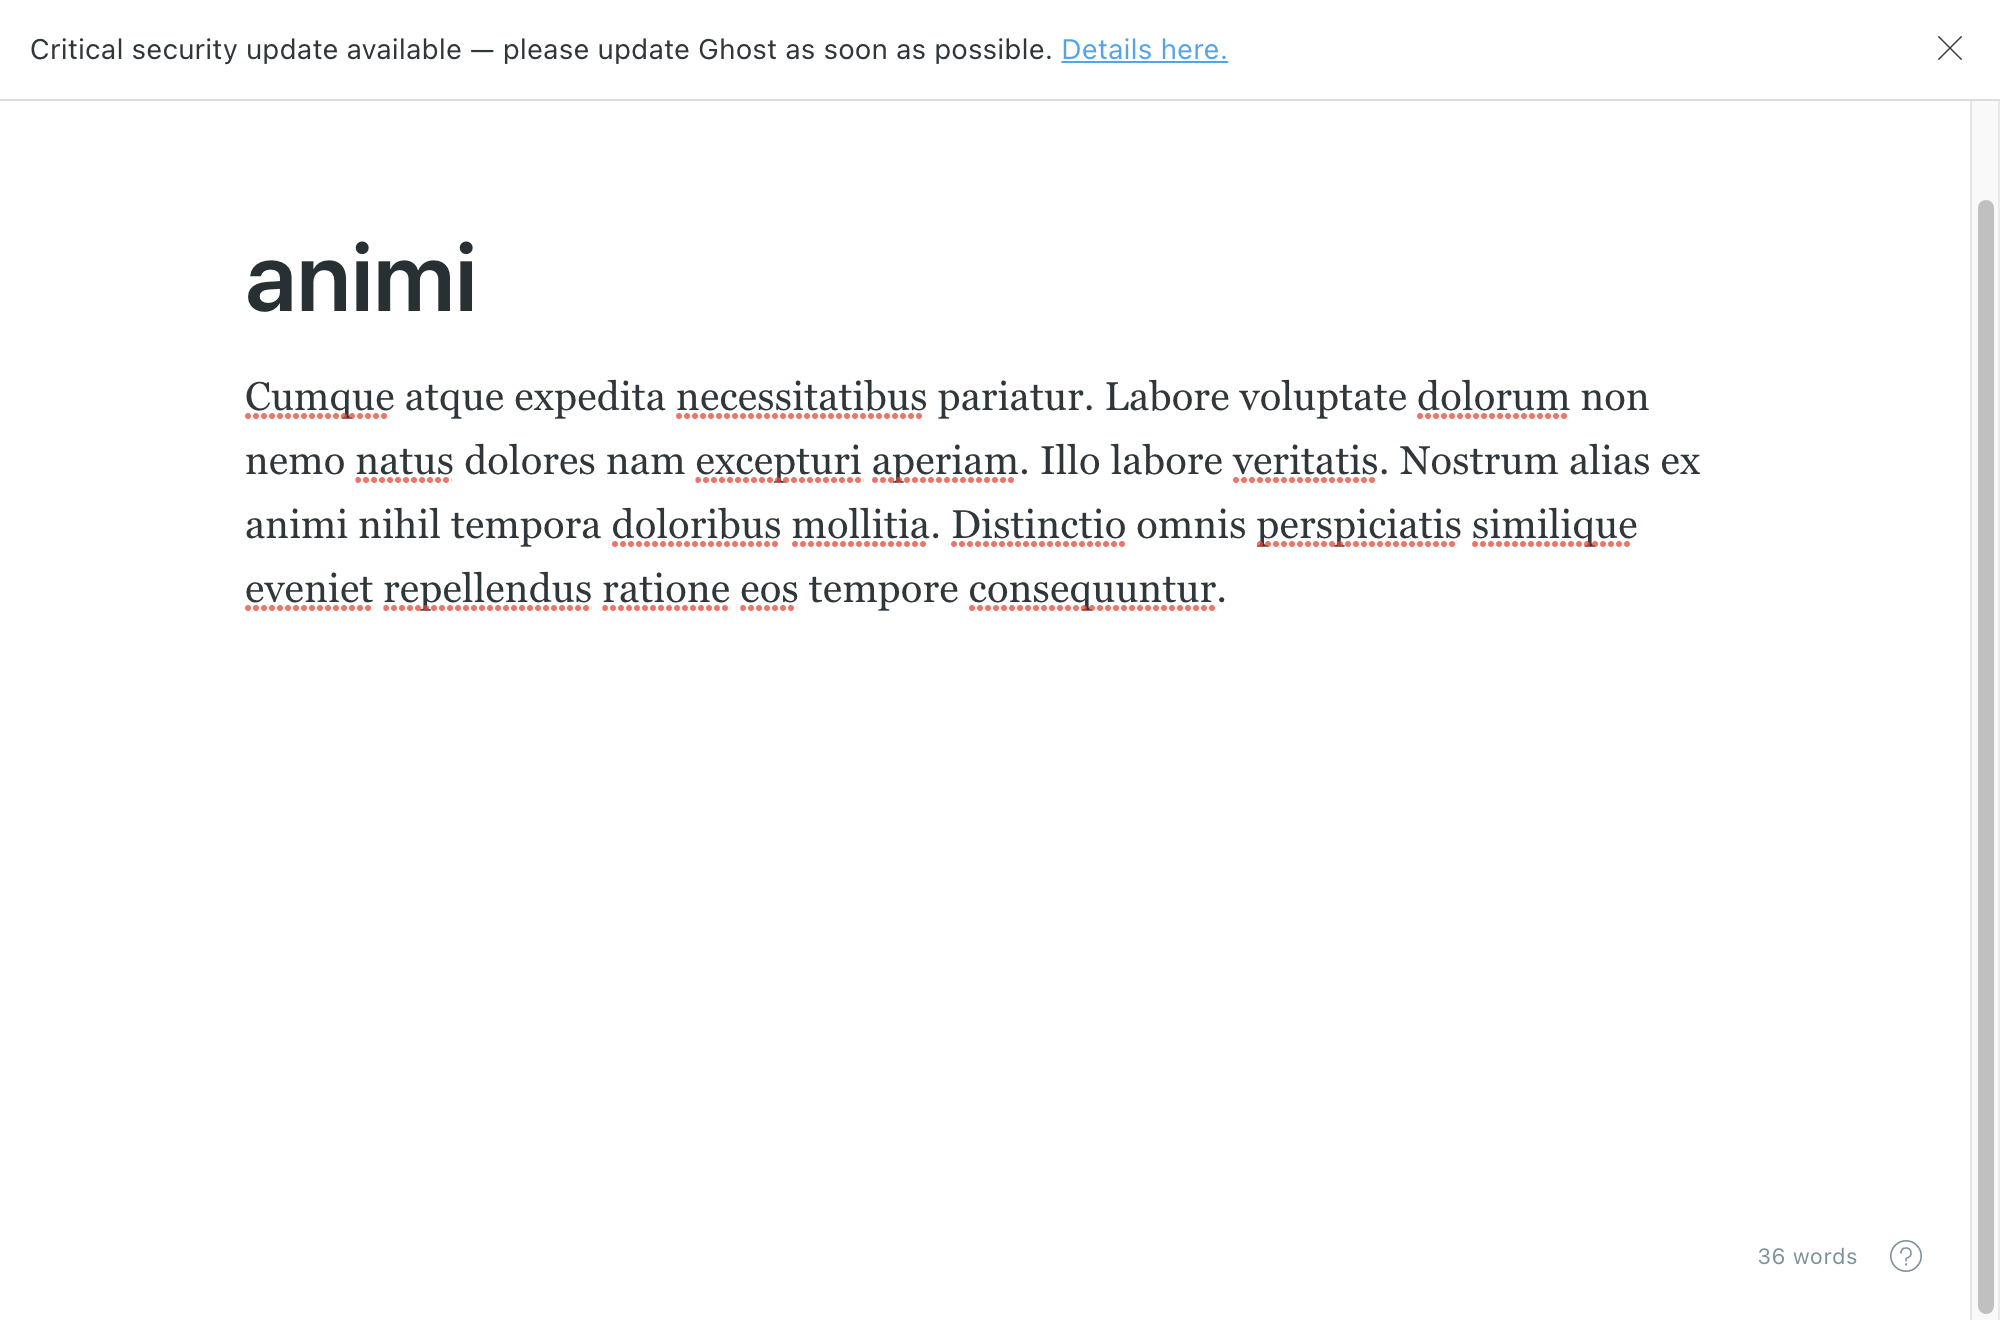 Critical security update available — please update Ghost as soon as possible. Details here.
animi
Cumque atque expedita necessitatibus pariatur. Labore voluptate dolorum non
nemo natus dolores nam excepturi aperiam. Illo labore veritatis. Nostrum alias ex
animi nihil tempora doloribus mollitia. Distinctio omnis perspiciatis similique
eveniet repellendus ratione eos tempore consequuntur.
36 words